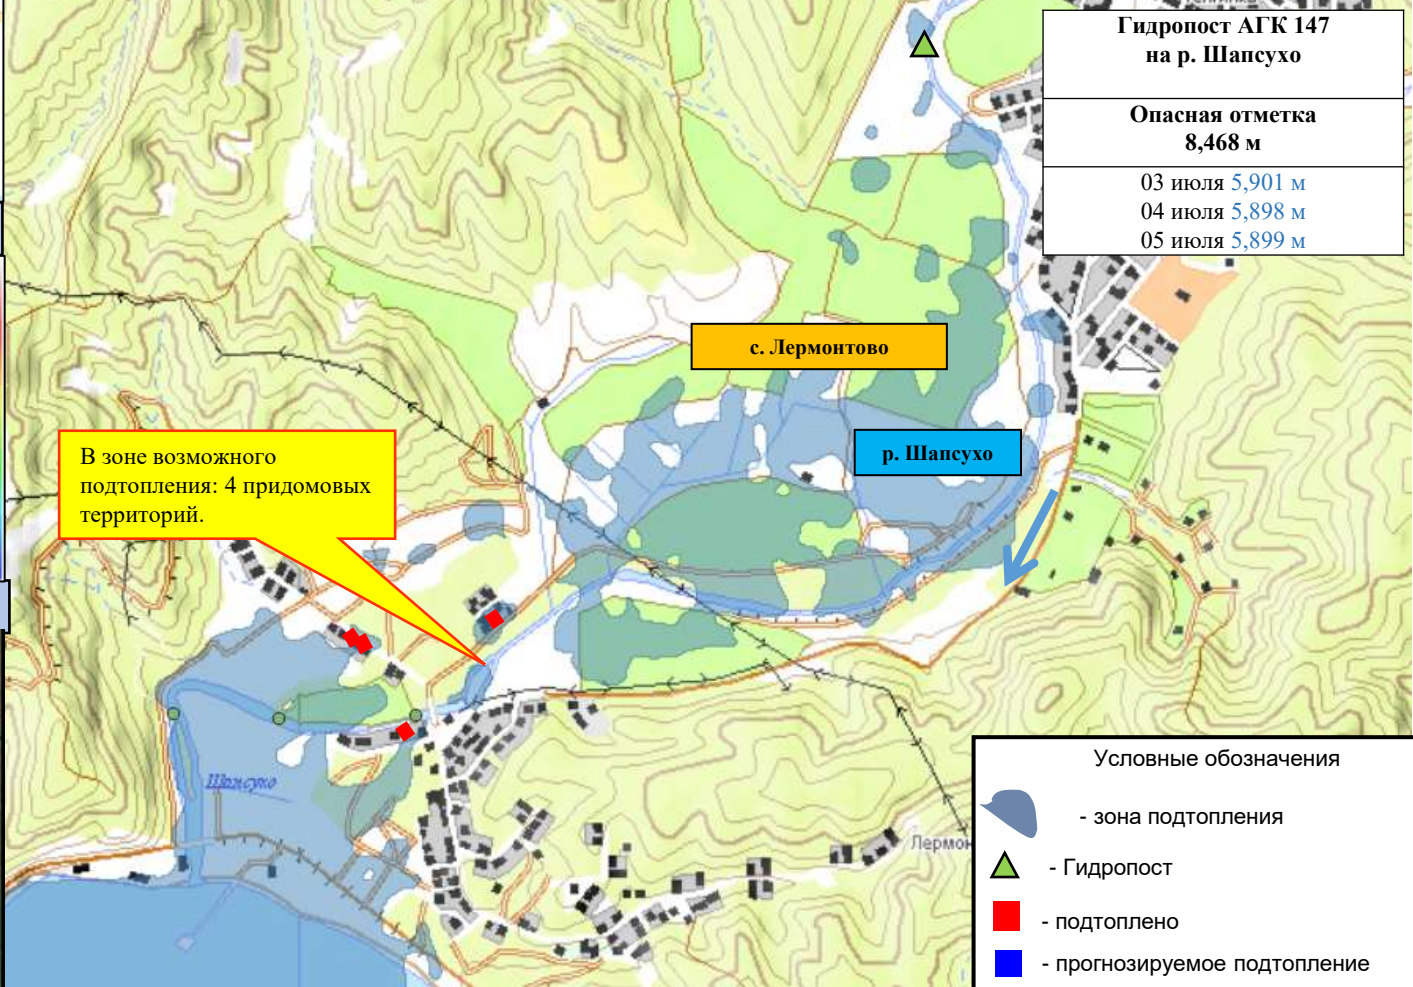 Гидропост АГК 147
на р. Шапсухо
Опасная отметка
8,468 м
03 июля 5,901 м
04 июля 5,898 м
05 июля 5,899 м
с. Лермонтово
р. Шапсухо
В зоне возможного
подтопления: 4 придомовых
территорий.
Шапсухо
Лермон
Условные обозначения
- зона подтопления
- Гидропост
- подтоплено
- прогнозируемое подтопление